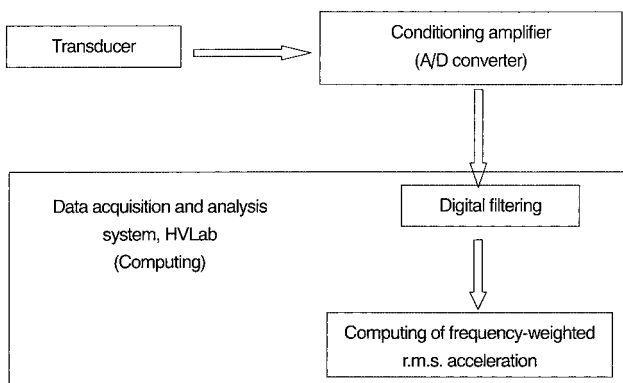 Transducer
Conditioning amplifier
(A/D converter)
Data acquisition and analysis
system, HVLab
(Computing)
Digital filtering
Computing of frequency-weighted
r.m.s. acceleration